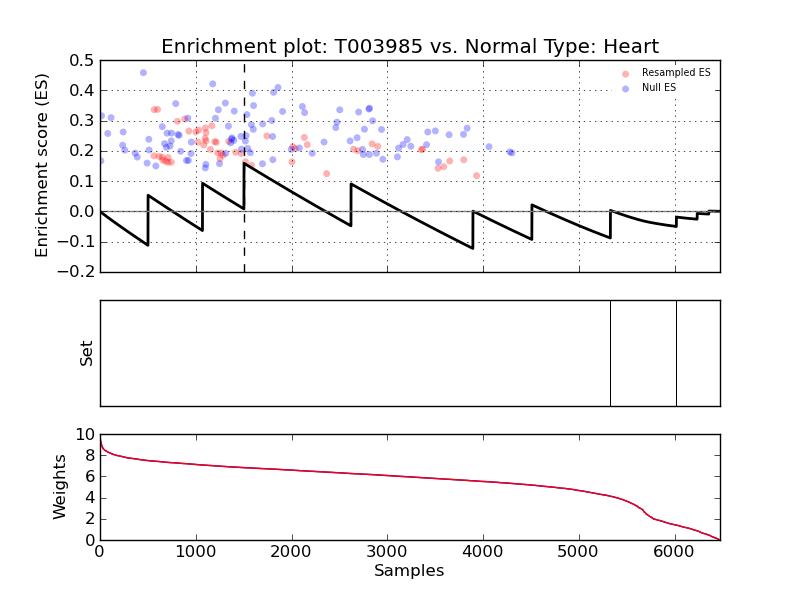 Enrichment plot: T003985 vs. Normal Type: Heart
Enrichment score (ES)
0.5
0.4
0.3
0.2
0.1
0.0
−0.1
−0.2
Resampled ES
Null ES
Set
Weights
10
8
6
4
2
0
0 1000 2000 3000 4000 5000 6000
Samples